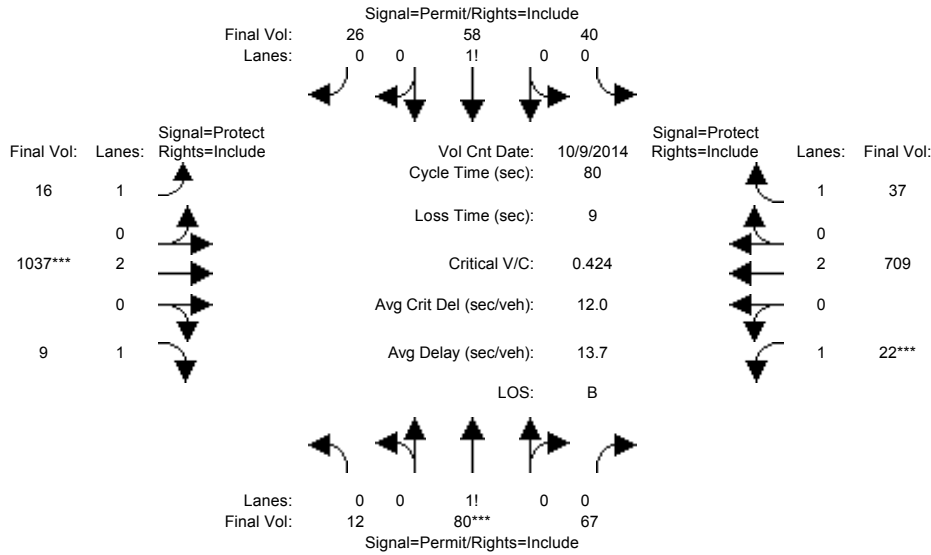 Signal=Permit/Rights=Include
Final Vol: 26 58 40
Lanes: 0 0 1! 0 0
Signal=Protect Signal=Protect
Final Vol: Lanes: Rights=Include Vol Cnt Date: 10/9/2014 Rights=Include Lanes: Final Vol:
Cycle Time (sec): 80
16 1 1 37
Loss Time (sec): 9
0 0
1037*** 2 Critical V/C: 0.424 2 709
0 Avg Crit Del (sec/veh): 12.0 0
9 1 Avg Delay (sec/veh): 13.7 1 22***
LOS: B
Lanes: 0 0 1! 0 0
Final Vol: 12 80*** 67
Signal=Permit/Rights=Include